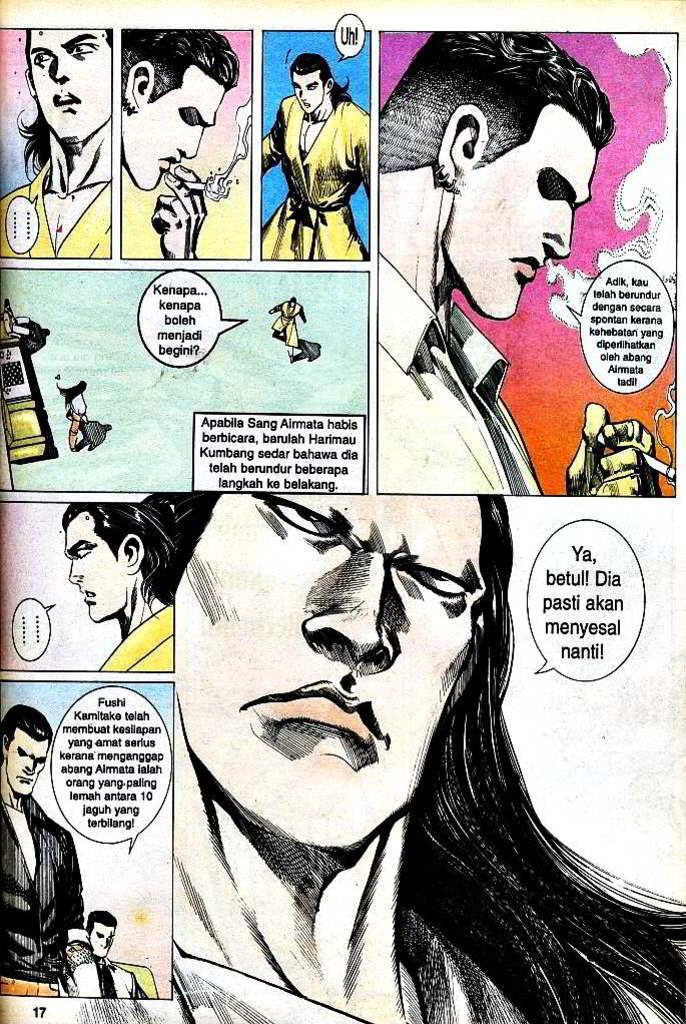 ......
Uh!
Adik, kau
telah berundur
dengan secara
spontan kerana
kehebatan yang
diperlihatkan
oleh abang
Airmata
tadi!
Kenapa...
kenapa
boleh
menjadi
begini?
Apabila Sang Airmata habis
berbicara, barulah Harimau
Kumbang sedar bahawa dia
telah berundur beberapa
langkah ke belakang.
......
Ya,
betul! Dia
pasti akan
menyesal
nanti!
Fushi
Kamitake telah
membuat kesilapan
yang amat serius
kerana menganggap
abang Airmata ialah
orang yang paling
lemah antara 10
jaguh yang
terbilang!
17